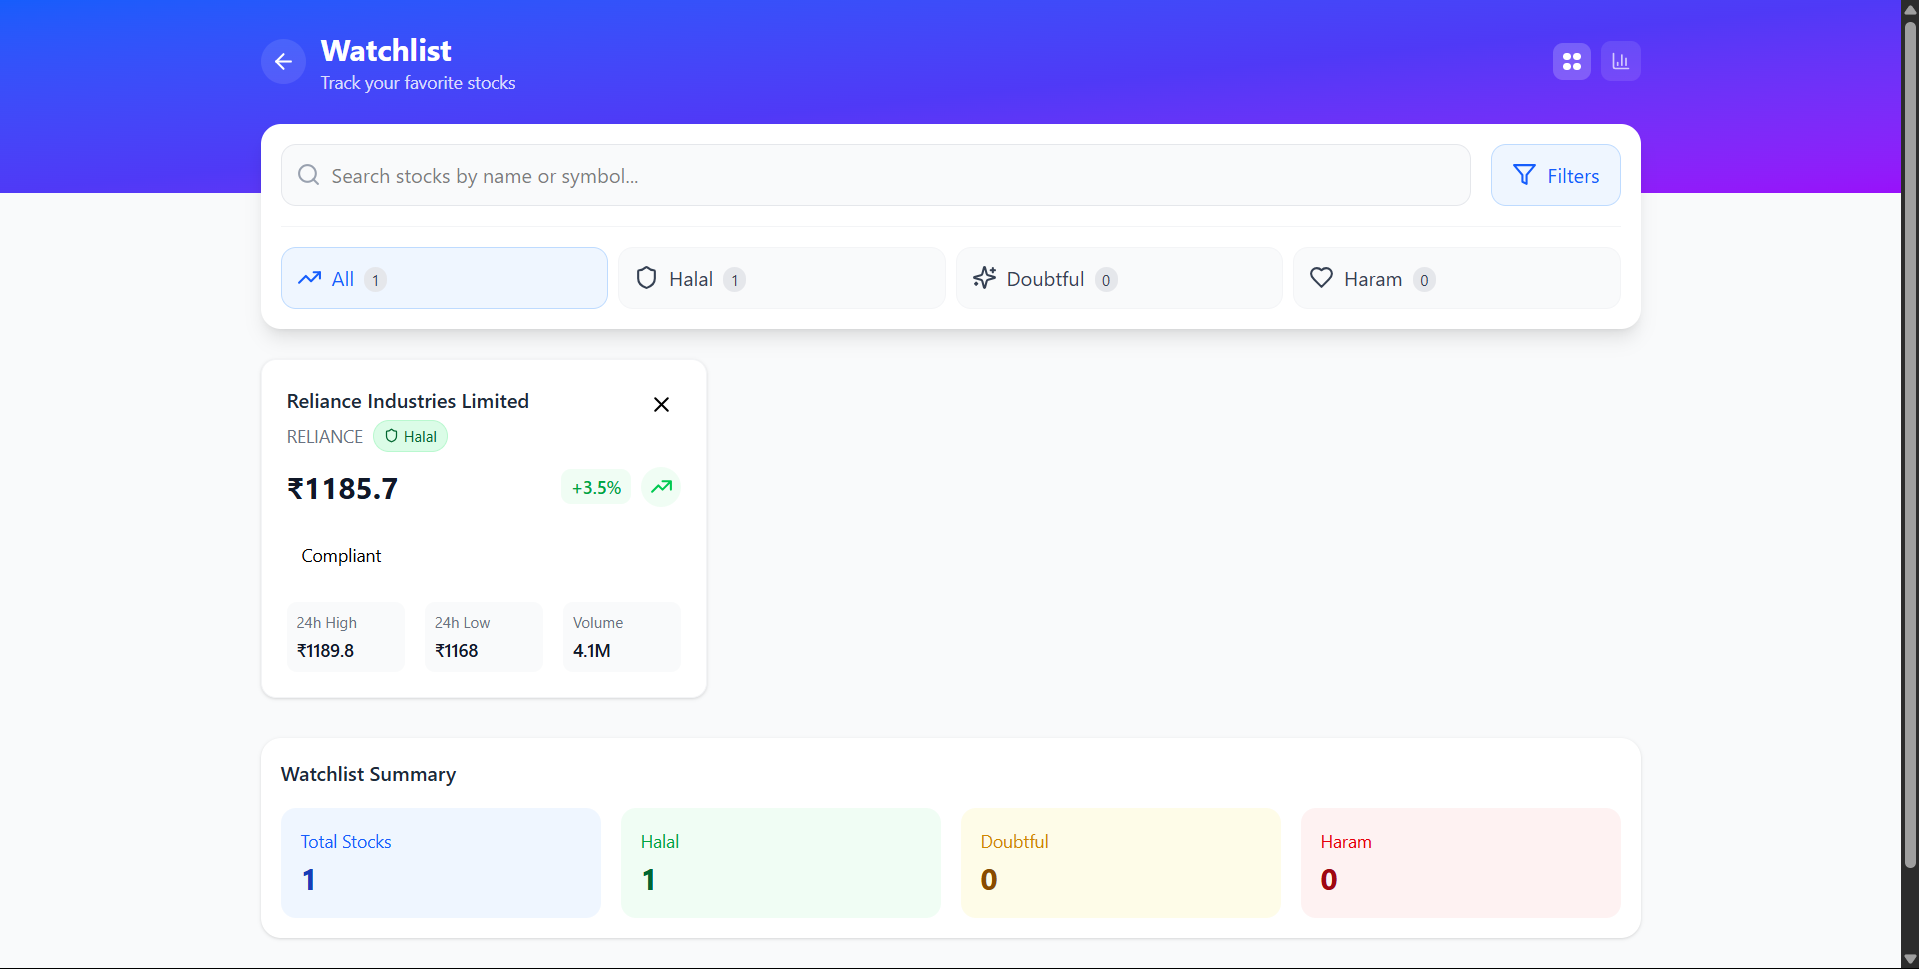 Watchlist
Track your favorite stocks
Search stocks by name or symbol...
Filters
All 1
Halal 1
Doubtful 0
Haram 0
Reliance Industries Limited
RELIANCE Halal
₹1185.7 +3.5%
Compliant
24h High
₹1189.8
24h Low
₹1168
Volume
4.1M
Watchlist Summary
Total Stocks
1
Halal
1
Doubtful
0
Haram
0